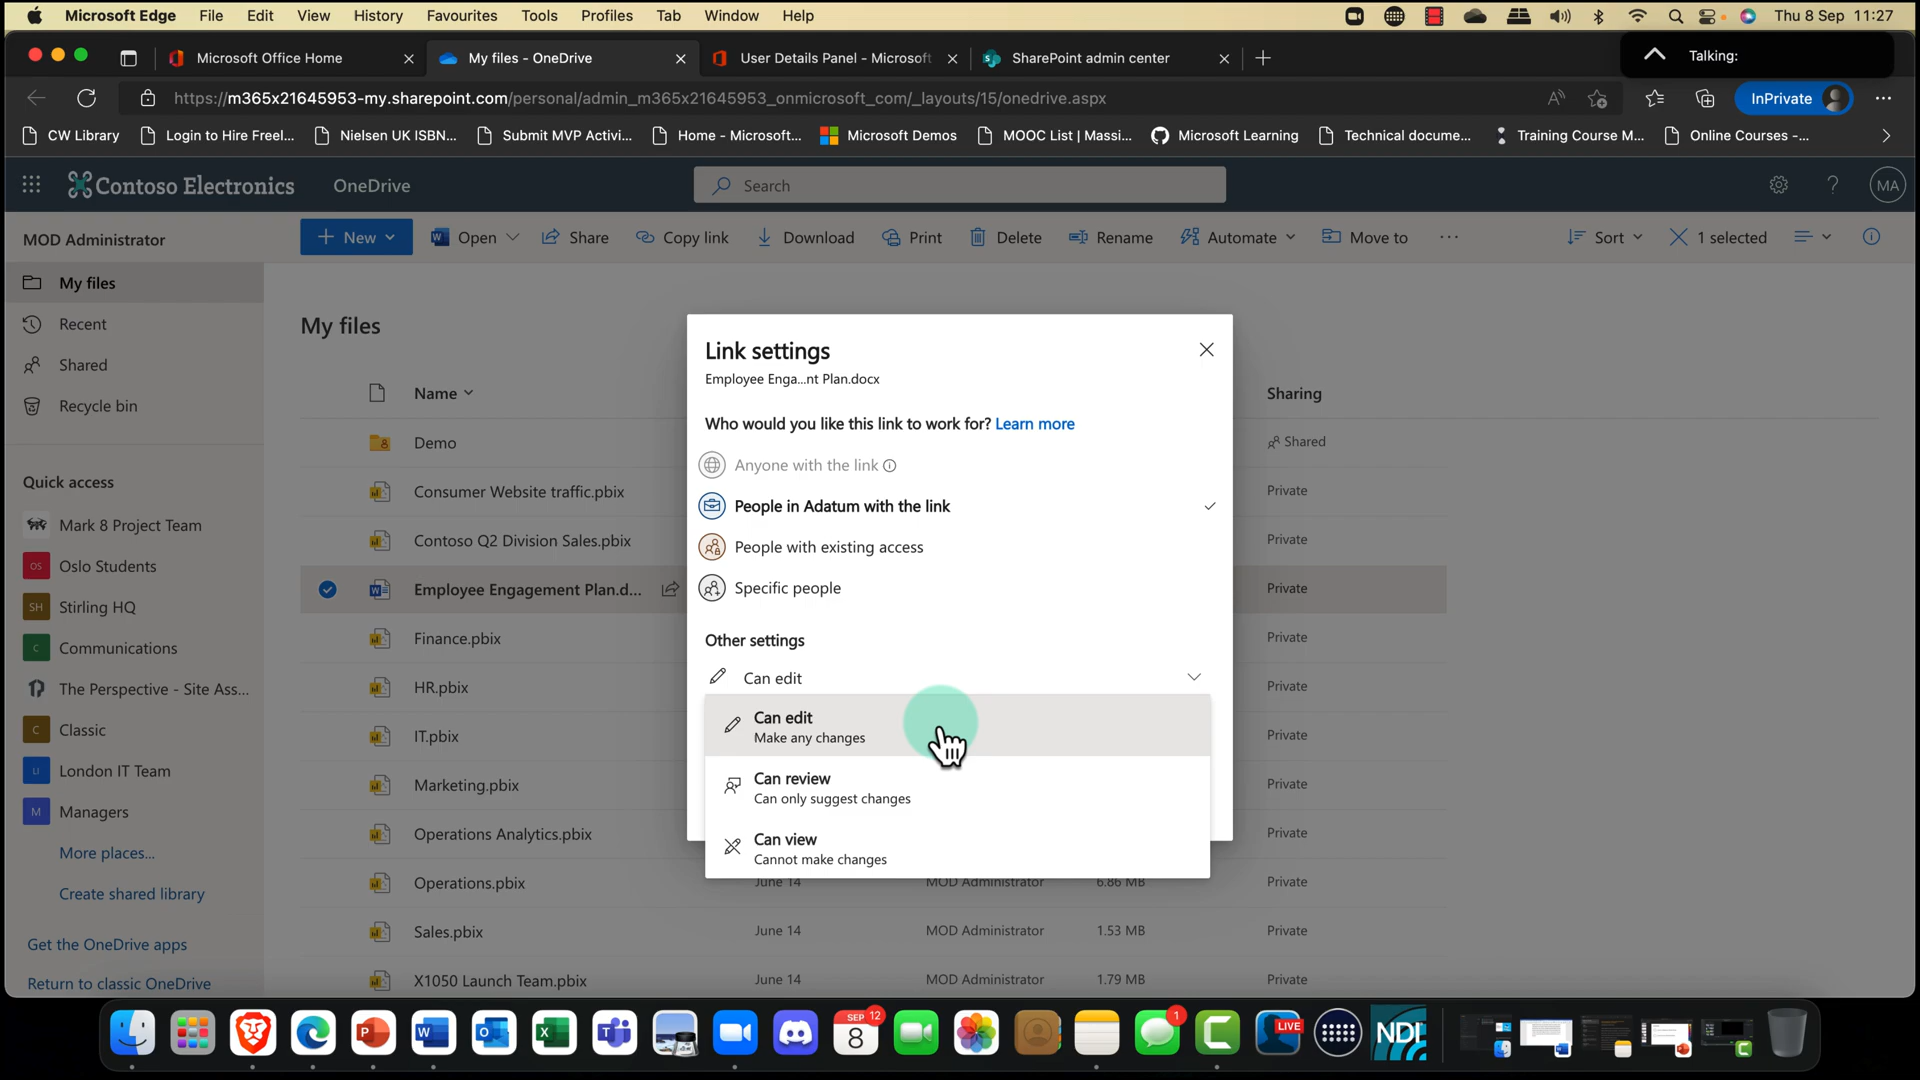 Microsoft Edge File Edit View History Favourites Tools Profiles Tab Window Help Thu 8 Sep 11:27
Microsoft Office Home My files - OneDrive User Details Panel - Microsoft SharePoint admin center Talking:
https://m365x21645953-my.sharepoint.com/personal/admin_m365x21645953_onmicrosoft_com/_layouts/15/onedrive.aspx InPrivate
CW Library Login to Hire Freel... Nielsen UK ISBN... Submit MVP Activi... Home - Microsoft... Microsoft Demos MOOC List | Massi... Microsoft Learning Technical docume... Training Course M... Online Courses -...
Contoso Electronics OneDrive Search ? MA
MOD Administrator
New Open Share Copy link Download Print Delete Rename Automate Move to ... Sort 1 selected
My files
Recent
Shared
Recycle bin
Quick access
Mark 8 Project Team
OS Oslo Students
SH Stirling HQ
C Communications
The Perspective - Site Ass...
C Classic
LI London IT Team
M Managers
More places...
Create shared library
Get the OneDrive apps
Return to classic OneDrive
My files
Name Sharing
Demo Shared
Consumer Website traffic.pbix Private
Contoso Q2 Division Sales.pbix Private
Employee Engagement Plan.d... Private
Finance.pbix Private
HR.pbix Private
IT.pbix Private
Marketing.pbix Private
Operations Analytics.pbix Private
Operations.pbix June 14 MOD Administrator 6.86 MB Private
Sales.pbix June 14 MOD Administrator 1.53 MB Private
X1050 Launch Team.pbix June 14 MOD Administrator 1.79 MB Private
Link settings
Employee Enga...nt Plan.docx
Who would you like this link to work for? Learn more
Anyone with the link
People in Adatum with the link
People with existing access
Specific people
Other settings
Can edit
Can edit
Make any changes
Can review
Can only suggest changes
Can view
Cannot make changes
SEP 12
8
1
LIVE
NDI